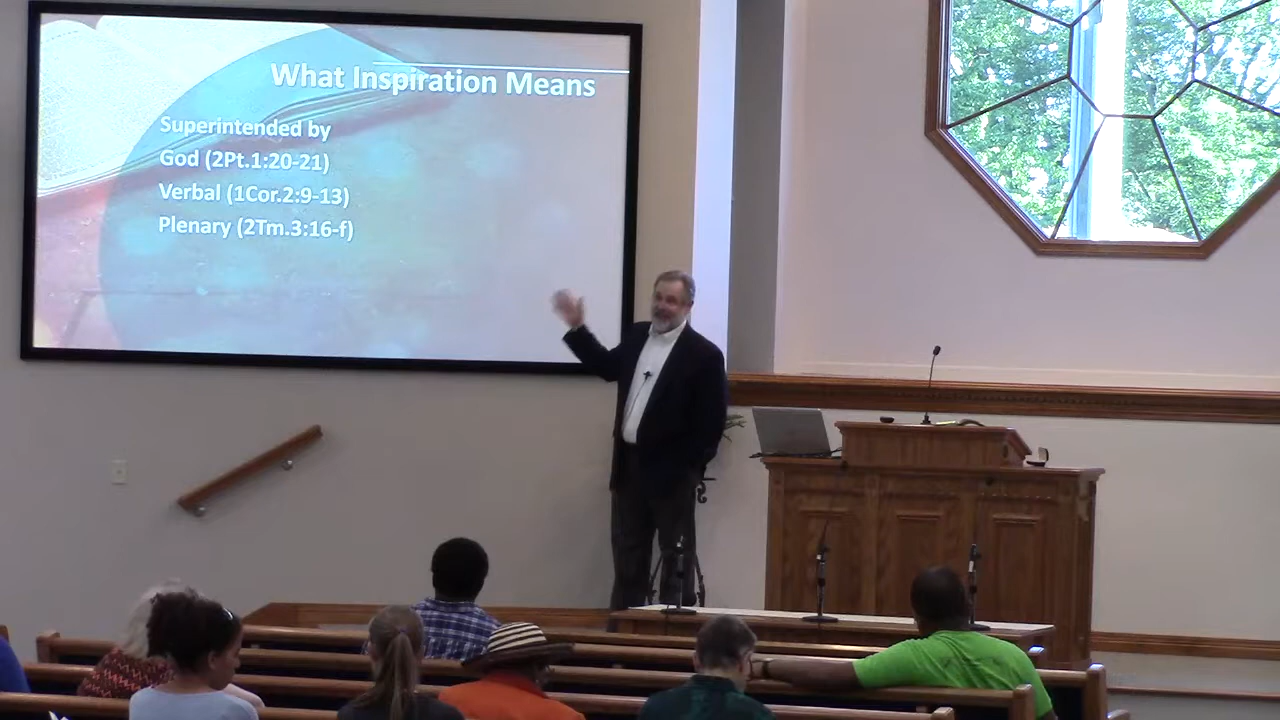 What Inspiration Means
Superintended by
God (2Pt.1:20-21)
Verbal (1Cor.2:9-13)
Plenary (2Tm.3:16-f)